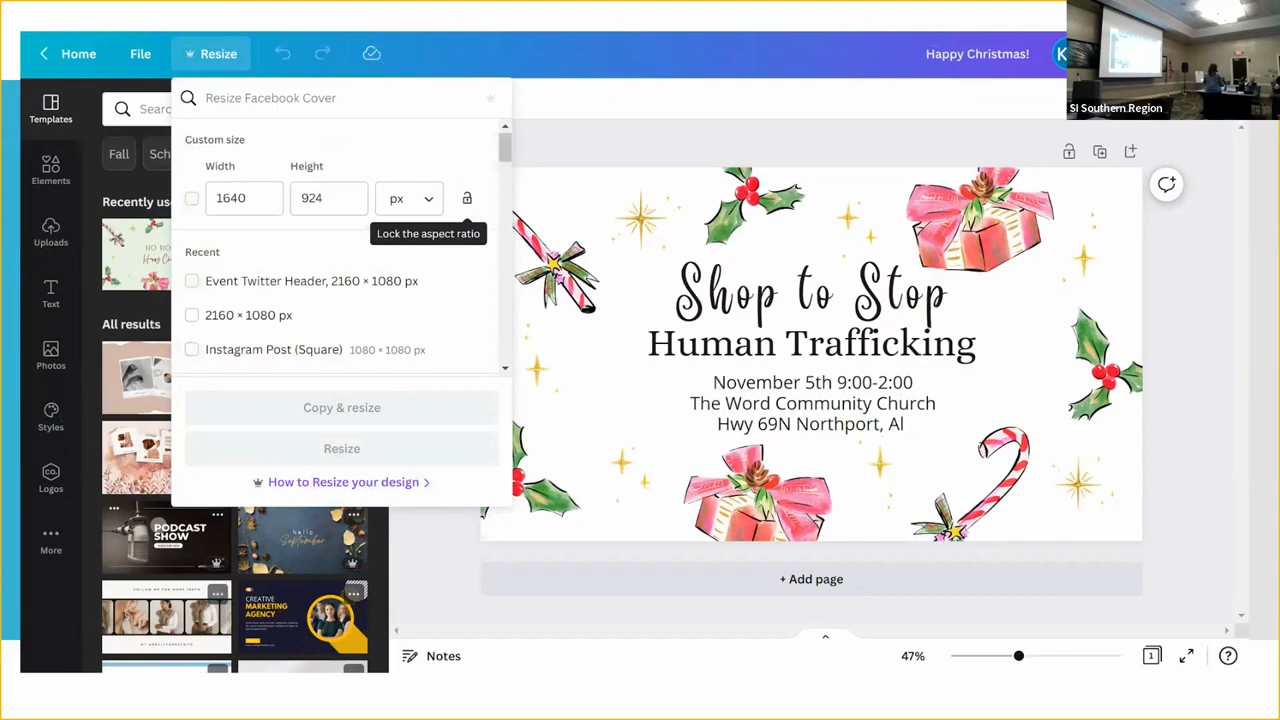 Home
File
Resize
Happy Christmas!
SI Southern Region
Templates
Elements
Uploads
Text
Photos
Styles
Logos
More
Sear
Fall
Sch
Recently us
All results
PODCAST
SHOW
hello
September
CREATIVE
MARKETING
AGENCY
Resize Facebook Cover
Custom size
Width
Height
1640
924
px
Lock the aspect ratio
Recent
Event Twitter Header, 2160 × 1080 px
2160 × 1080 px
Instagram Post (Square) 1080 × 1080 px
Copy & resize
Resize
How to Resize your design
Shop to Stop
Human Trafficking
November 5th 9:00-2:00
The Word Community Church
Hwy 69N Northport, Al
+ Add page
Notes
47%
1